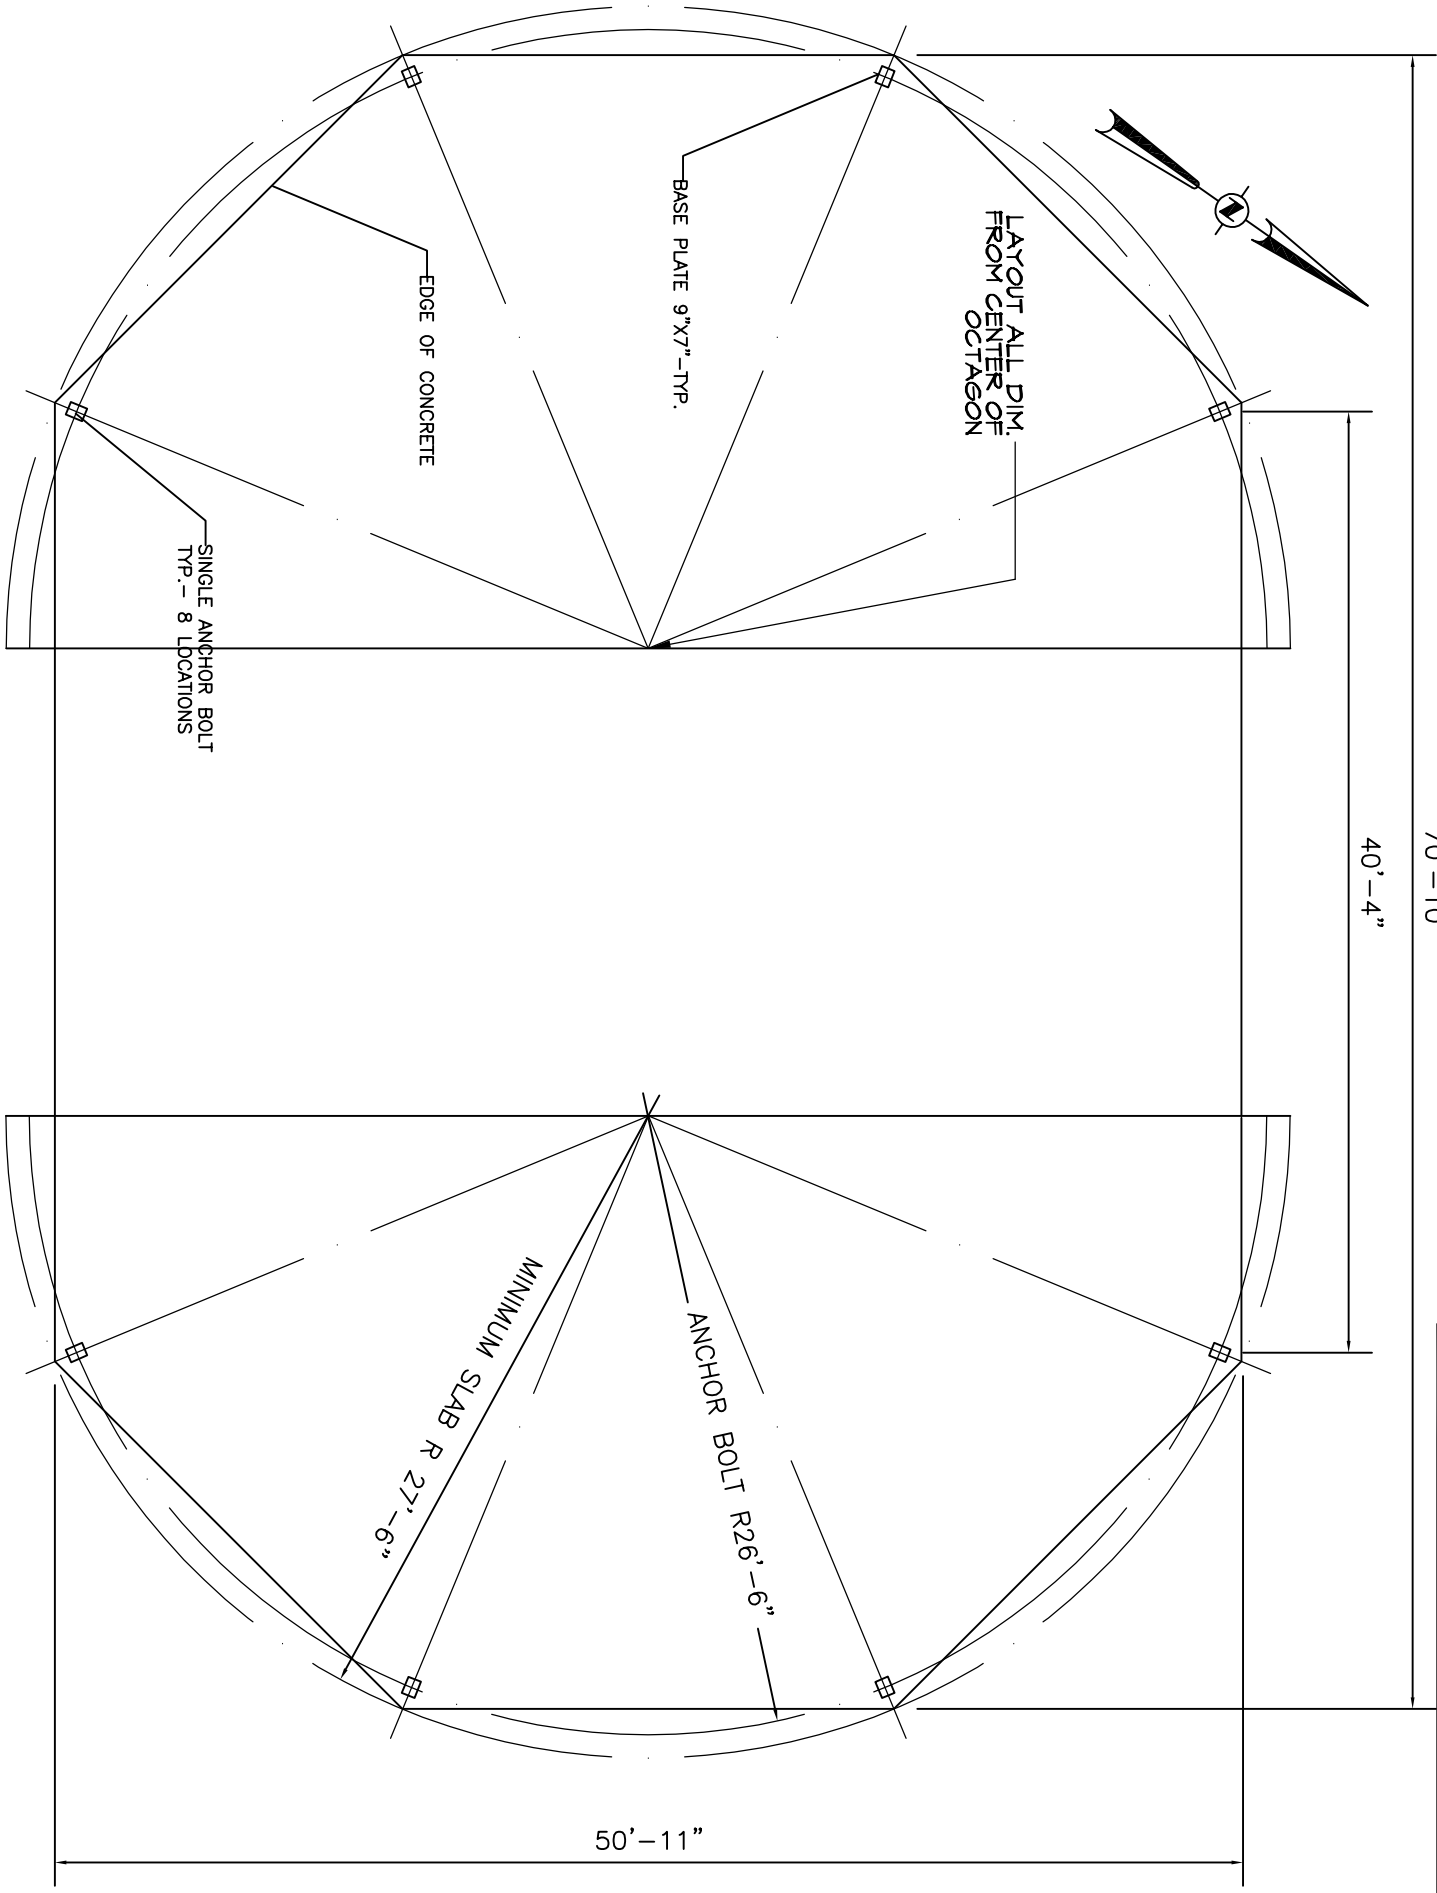 LAYOUT ALL DIM.
FROM CENTER OF
OCTAGON
BASE PLATE 9"X7"-TYP.
EDGE OF CONCRETE
SINGLE ANCHOR BOLT
TYP.- 8 LOCATIONS
40'-4"
MINIMUM SLAB R 27'-6"
ANCHOR BOLT R26'-6"
50'-11"
N